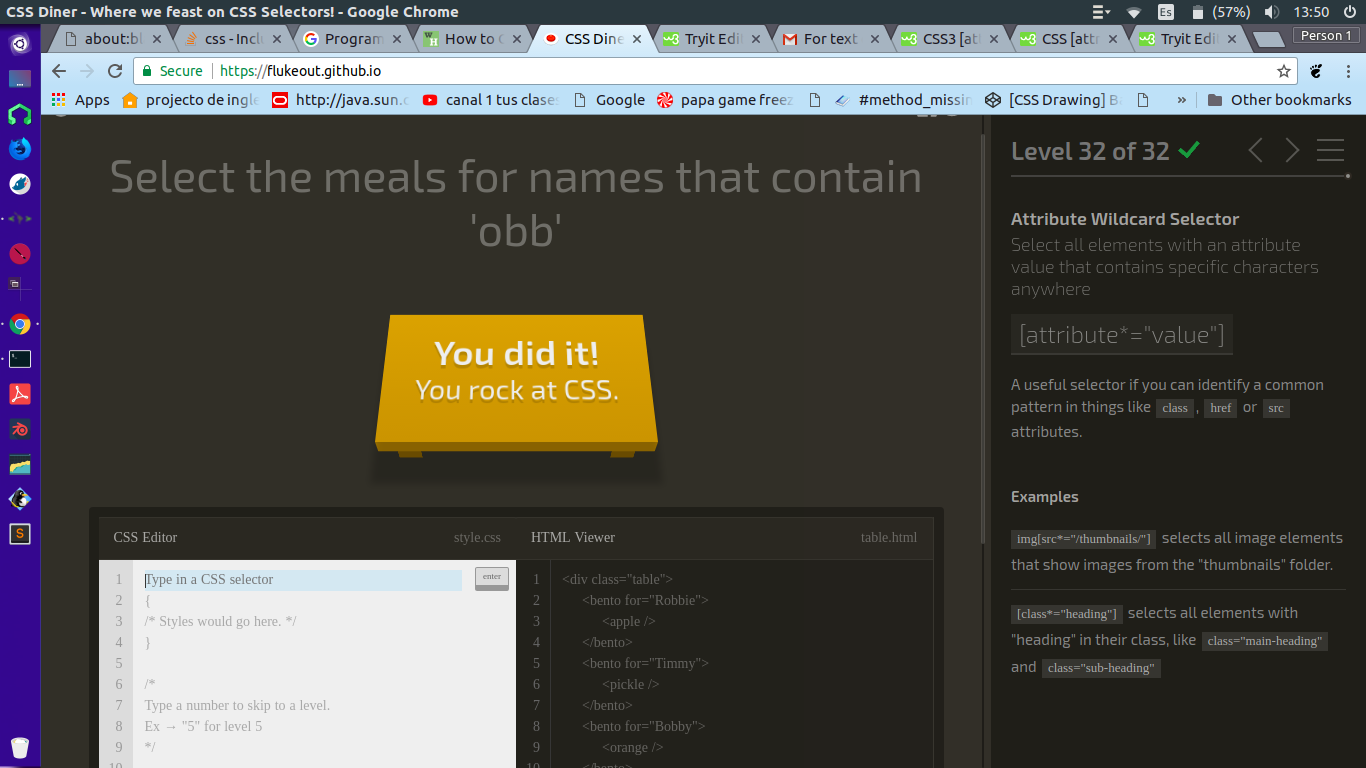 CSS Diner - Where we feast on CSS Selectors! - Google Chrome
Es (57%) 13:50
about:bl
css - Incl
Program
How to C
CSS Dine
Tryit Edi
For text
CSS3 [at
CSS [attr
Tryit Edi
Person 1
Secure https://flukeout.github.io
Apps projecto de ingle http://java.sun.c canal 1 tus clase Google papa game freez #method_missin [CSS Drawing] B » Other bookmarks
Select the meals for names that contain
'obb'
You did it!
You rock at CSS.
CSS Editor style.css
1 Type in a CSS selector
enter
2 {
3 /* Styles would go here. */
4 }
5
6 /*
7 Type a number to skip to a level.
8 Ex → "5" for level 5
9 */
10
HTML Viewer table.html
1 <div class="table">
2 <bento for="Robbie">
3 <apple />
4 </bento>
5 <bento for="Timmy">
6 <pickle />
7 </bento>
8 <bento for="Bobby">
9 <orange />
10 </bento>
Level 32 of 32
Attribute Wildcard Selector
Select all elements with an attribute
value that contains specific characters
anywhere
[attribute*="value"]
A useful selector if you can identify a common
pattern in things like class , href or src
attributes.
Examples
img[src*="/thumbnails/"] selects all image elements
that show images from the "thumbnails" folder.
[class*="heading"] selects all elements with
"heading" in their class, like class="main-heading"
and class="sub-heading"